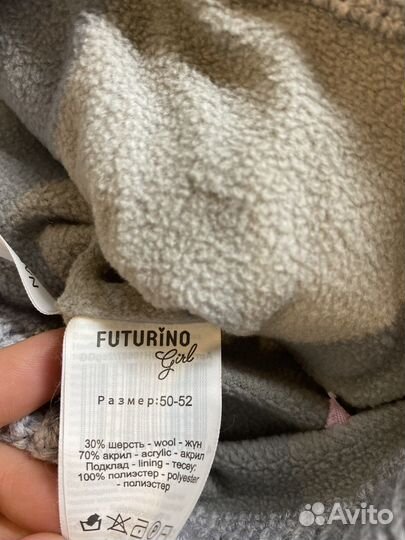 FUTURiNO
Girl
Размер:50-52
30% шерсть - wool - жүн
70% акрил - acrylic - акрил
Подклад - lining - төсеу:
100% полиэстер - polyester
- полиэстер
Avito